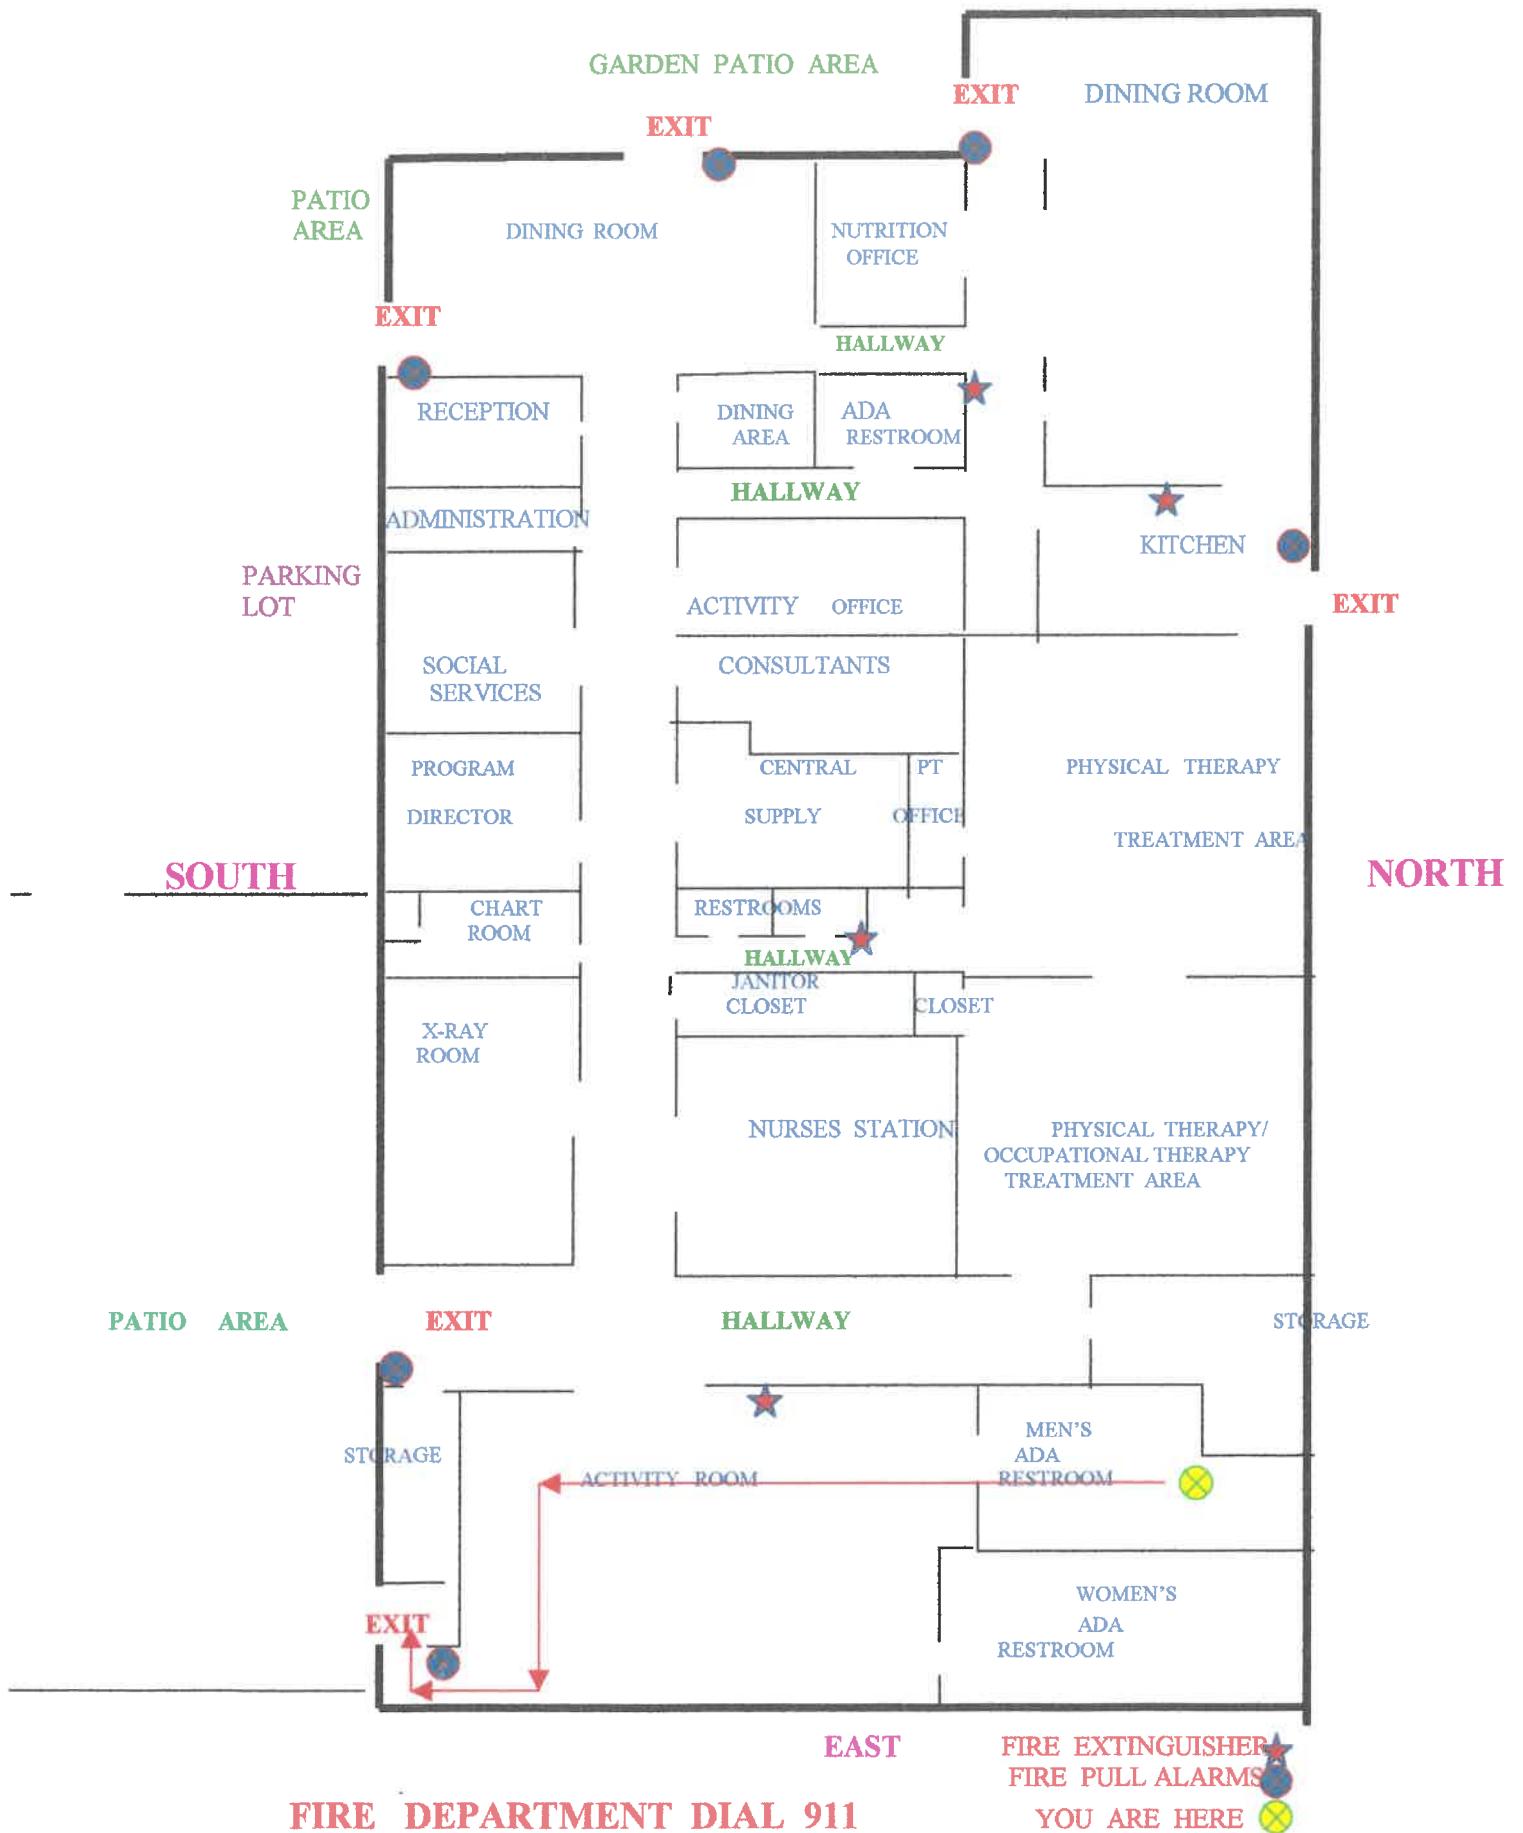 GARDEN PATIO AREA
EXIT
DINING ROOM
EXIT
PATIO
AREA
DINING ROOM
NUTRITION
OFFICE
EXIT
HALLWAY
RECEPTION
DINING
AREA
ADA
RESTROOM
HALLWAY
ADMINISTRATION
KITCHEN
PARKING
LOT
ACTIVITY OFFICE
EXIT
SOCIAL
SERVICES
CONSULTANTS
PROGRAM
DIRECTOR
CENTRAL
SUPPLY
PT
OFFICE
PHYSICAL THERAPY
TREATMENT AREA
SOUTH
NORTH
CHART
ROOM
RESTROOMS
HALLWAY
JANITOR
CLOSET
CLOSET
X-RAY
ROOM
NURSES STATION
PHYSICAL THERAPY/
OCCUPATIONAL THERAPY
TREATMENT AREA
PATIO AREA
EXIT
HALLWAY
STORAGE
STORAGE
ACTIVITY ROOM
MEN'S
ADA
RESTROOM
EXIT
WOMEN'S
ADA
RESTROOM
EAST
FIRE EXTINGUISHER
FIRE PULL ALARMS
YOU ARE HERE
FIRE DEPARTMENT DIAL 911